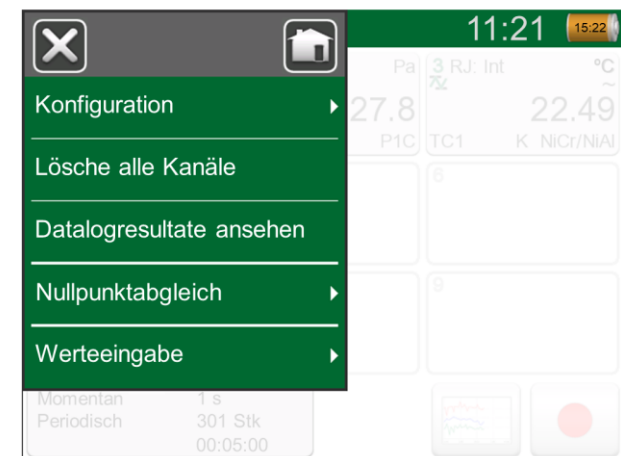 11:21 15:22
Konfiguration
Lösche alle Kanäle
Datalogresultate ansehen
Nullpunktabgleich
Werteeingabe
Pa
27.8
P1C
3 RJ: Int °C
~
22.49
TC1 K NiCr/NiAl
6
9
Momentan 1 s
Periodisch 301 Stk
00:05:00